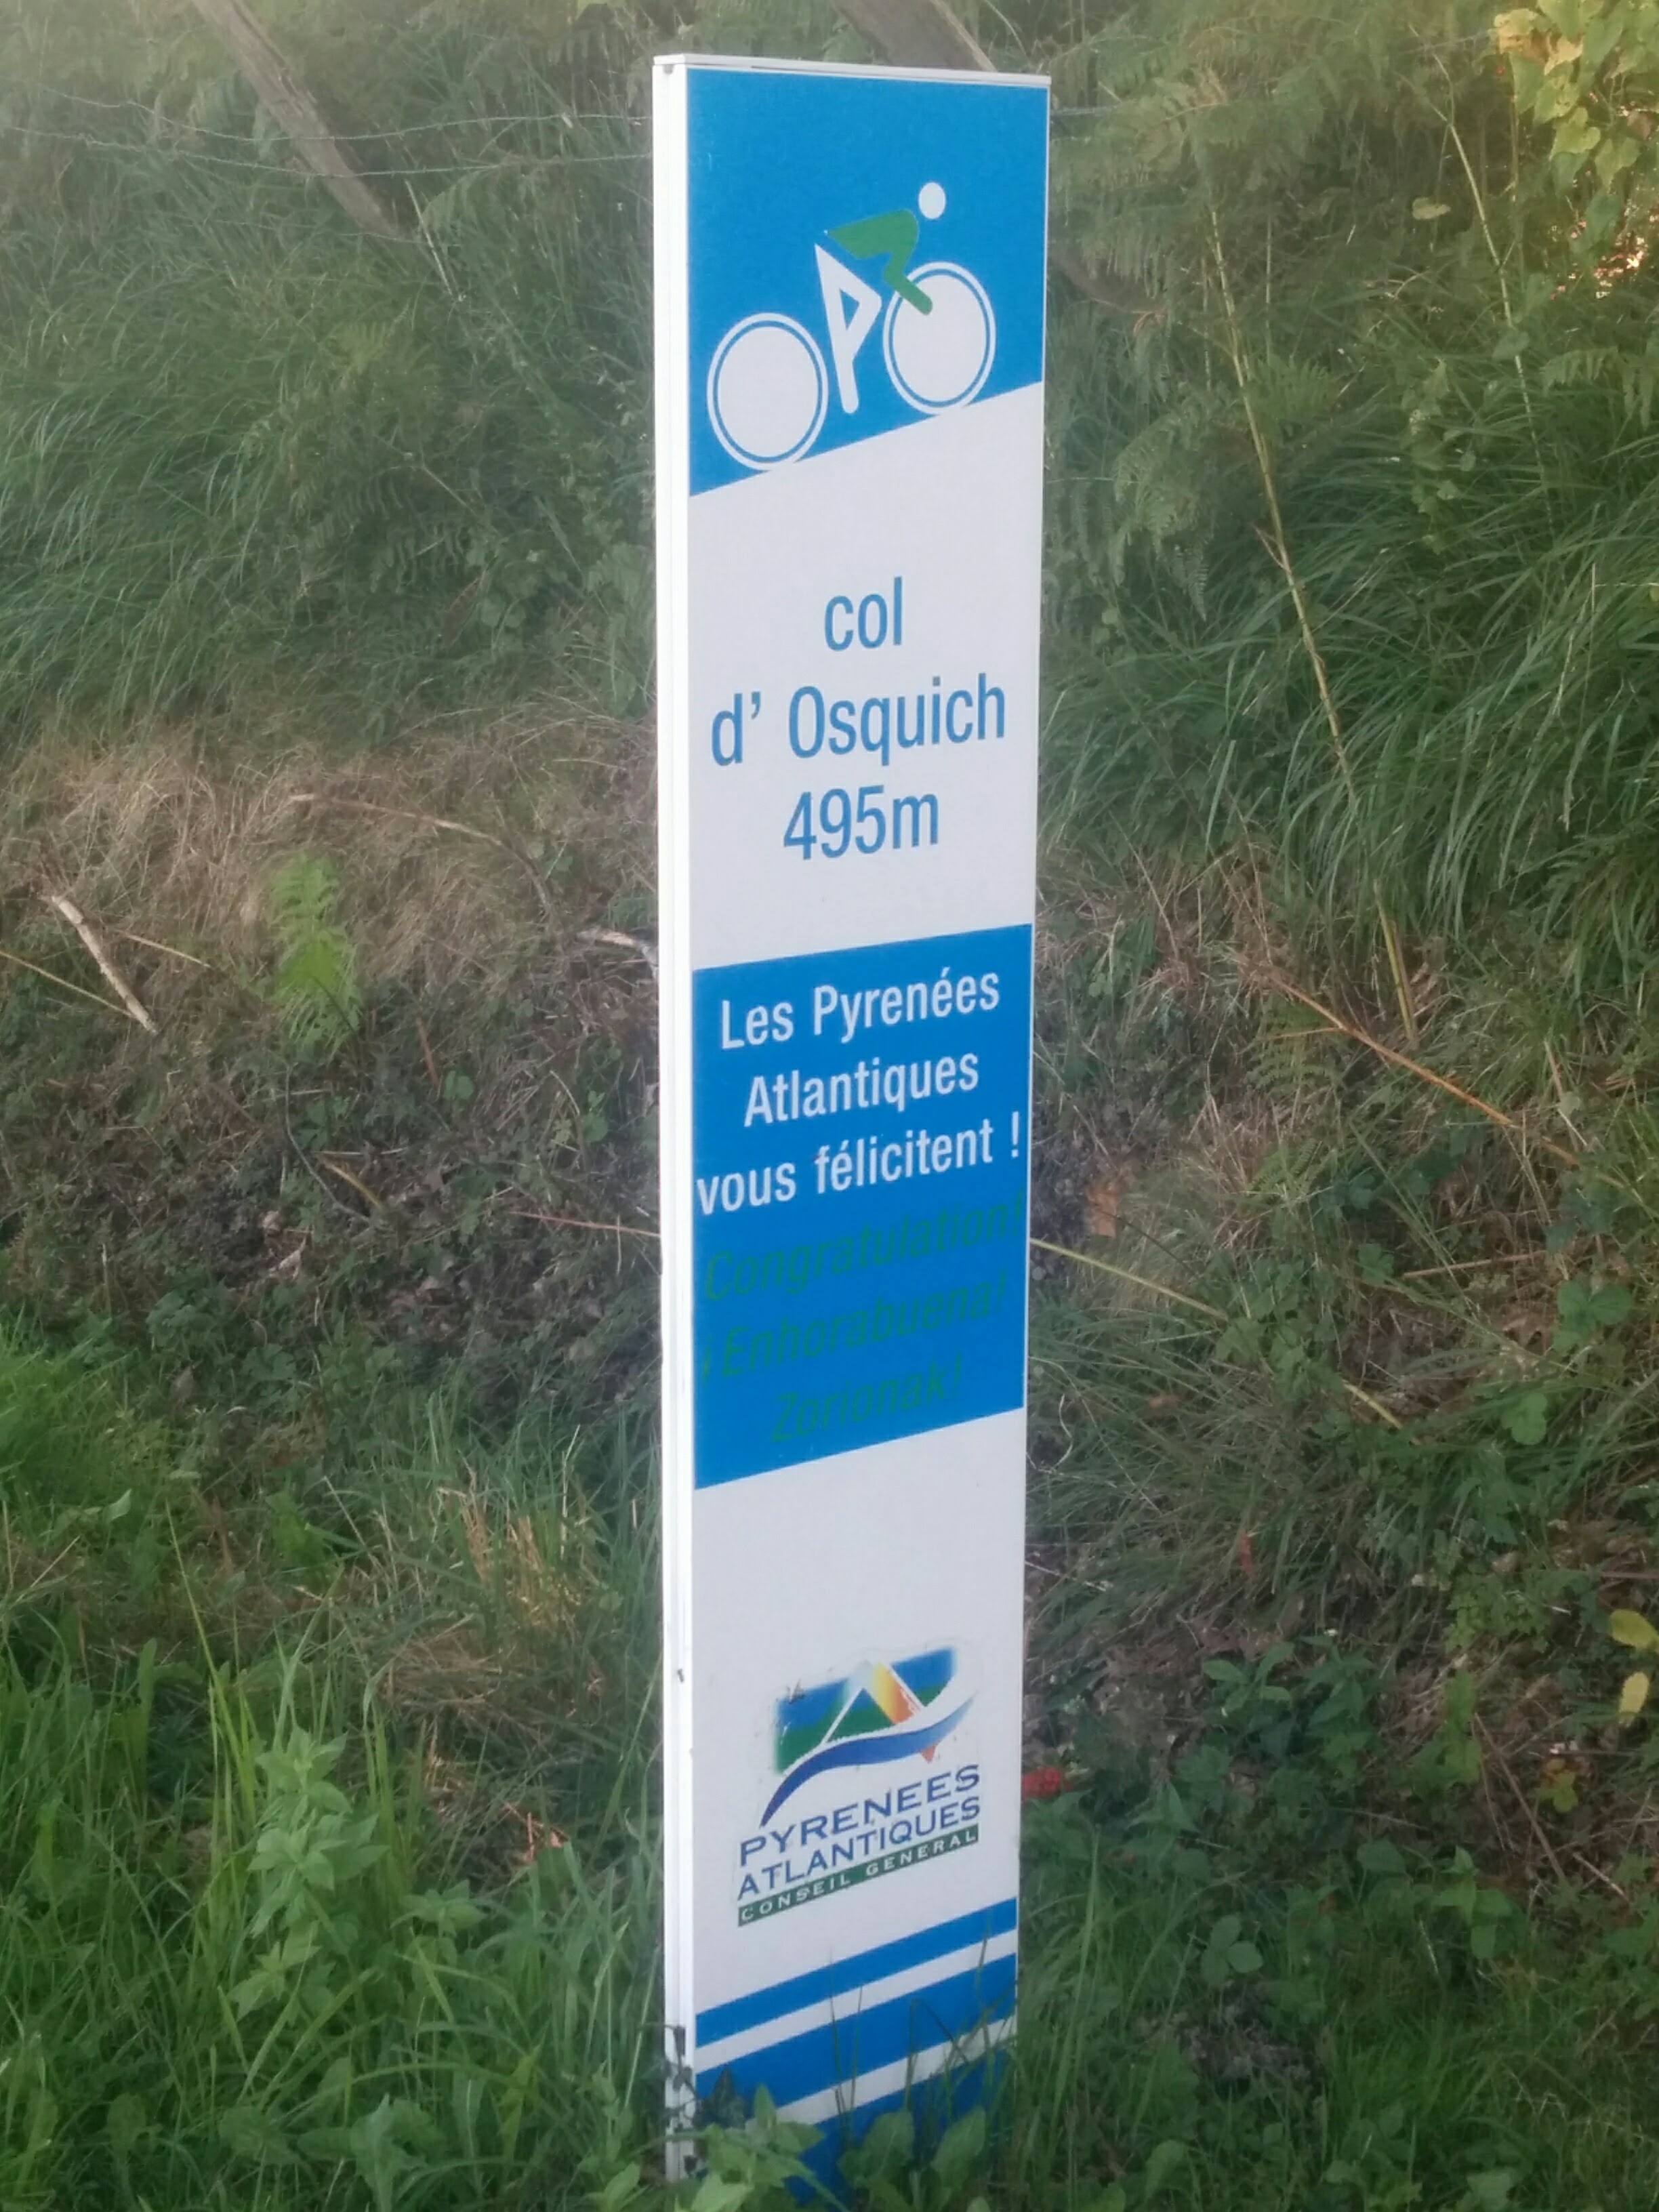 col
d' Osquich
495m
Les Pyrenées
Atlantiques
vous félicitent !
Congratulation!
¡Enhorabuena!
Zorionak!
PYRENEES
ATLANTIQUES
CONSEIL GENERAL